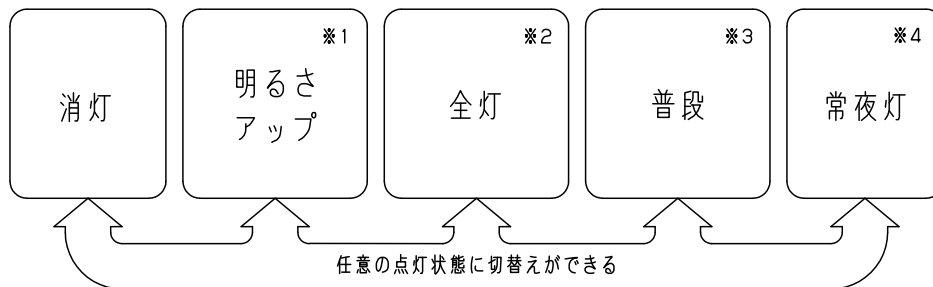 消灯
※1
明るさ
アップ
※2
全灯
※3
普段
※4
常夜灯
任意の点灯状態に切替えができる